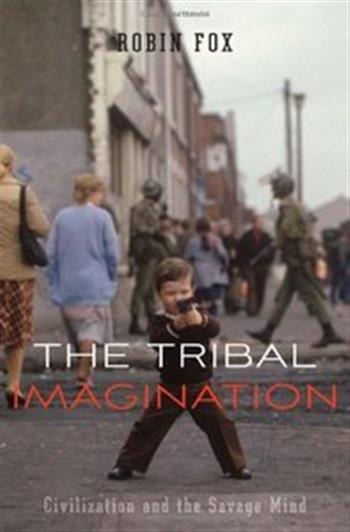 ROBIN FOX
THE TRIBAL
IMAGINATION
Civilization and the Savage Mind